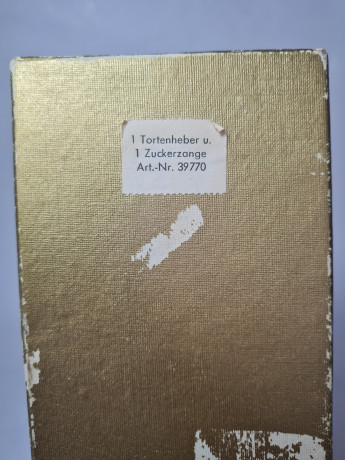 1 Tortenheber u.
1 Zuckerzange
Art.-Nr. 39770